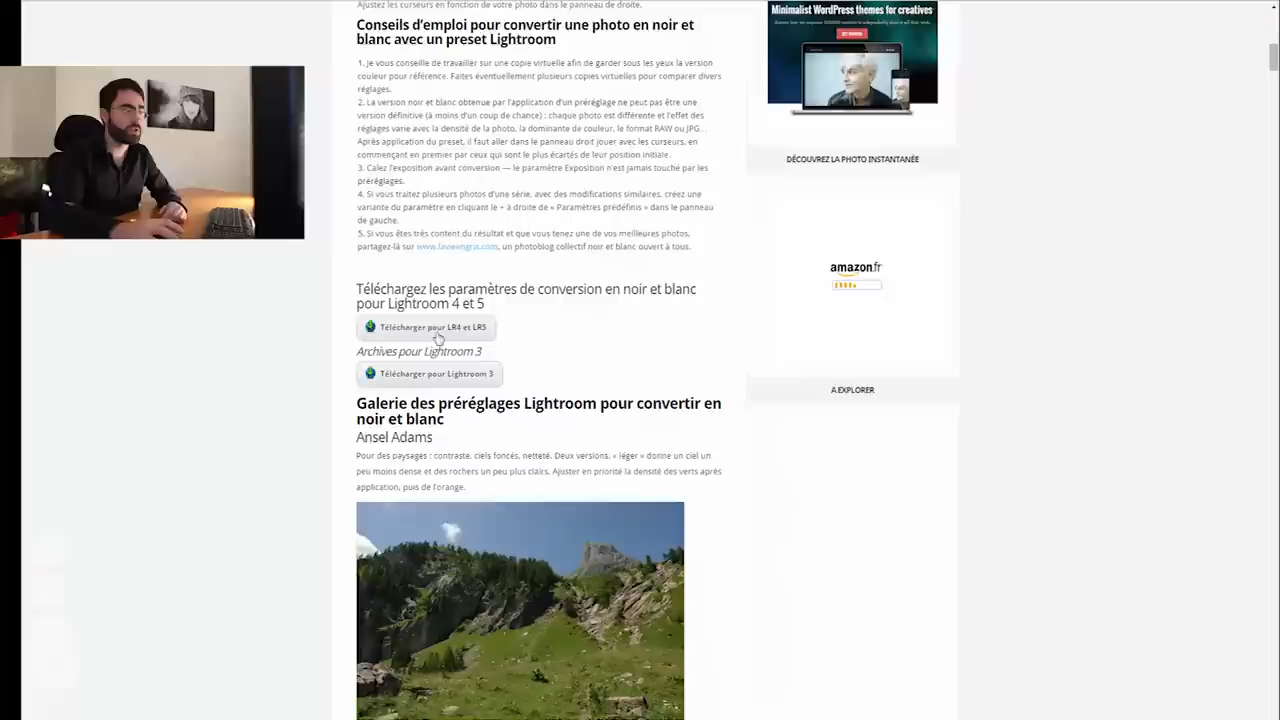 Ajustez les curseurs en fonction de votre photo dans le panneau de droite.
Conseils d'emploi pour convertir une photo en noir et
blanc avec un preset Lightroom
1. Je vous conseille de travailler sur une copie virtuelle afin de garder sous les yeux la version
couleur pour référence. Faites éventuellement plusieurs copies virtuelles pour comparer divers
réglages.
2. La version noir et blanc obtenue par l'application d'un préréglage ne peut pas être une
version définitive (à moins d'un coup de chance) : chaque photo est différente et l'effet des
réglages varie avec la densité de la photo, la dominante de couleur, le format RAW ou JPG...
Après application du preset, il faut aller dans le panneau droit jouer avec les curseurs, en
commençant en premier par ceux qui sont le plus écartés de leur position initiale.
3. Calez l'exposition avant conversion — le paramètre Exposition n'est jamais touché par les
préréglages.
4. Si vous traitez plusieurs photos d'une série, avec des modifications similaires, créez une
variante du paramètre en cliquant le + à droite de « Paramètres prédéfinis » dans le panneau
de gauche.
5. Si vous êtes très content du résultat et que vous tenez une de vos meilleures photos,
partagez-là sur www.lavieengris.com, un photoblog collectif noir et blanc ouvert à tous.
Téléchargez les paramètres de conversion en noir et blanc
pour Lightroom 4 et 5
Télécharger pour LR4 et LR5
Archives pour Lightroom 3
Télécharger pour Lightroom 3
Galerie des préréglages Lightroom pour convertir en
noir et blanc
Ansel Adams
Pour des paysages : contraste, ciels foncés, netteté. Deux versions, « léger » donne un ciel un
peu moins dense et des rochers un peu plus clairs. Ajuster en priorité la densité des verts après
application, puis de l'orange.
Minimalist WordPress themes for creatives
DÉCOUVREZ LA PHOTO INSTANTANÉE
amazon.fr
A EXPLORER